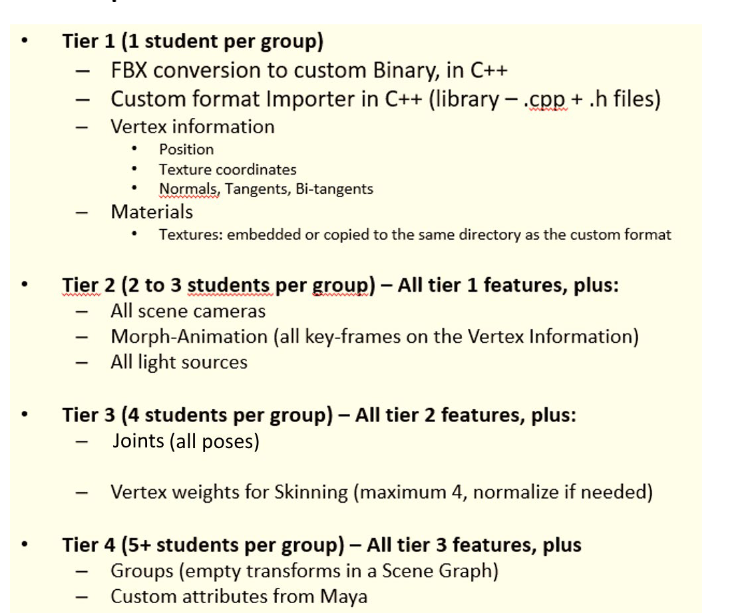 • Tier 1 (1 student per group)
– FBX conversion to custom Binary, in C++
– Custom format Importer in C++ (library – .cpp + .h files)
– Vertex information
• Position
• Texture coordinates
• Normals, Tangents, Bi-tangents
– Materials
• Textures: embedded or copied to the same directory as the custom format
• Tier 2 (2 to 3 students per group) – All tier 1 features, plus:
– All scene cameras
– Morph-Animation (all key-frames on the Vertex Information)
– All light sources
• Tier 3 (4 students per group) – All tier 2 features, plus:
– Joints (all poses)
– Vertex weights for Skinning (maximum 4, normalize if needed)
• Tier 4 (5+ students per group) – All tier 3 features, plus
– Groups (empty transforms in a Scene Graph)
– Custom attributes from Maya